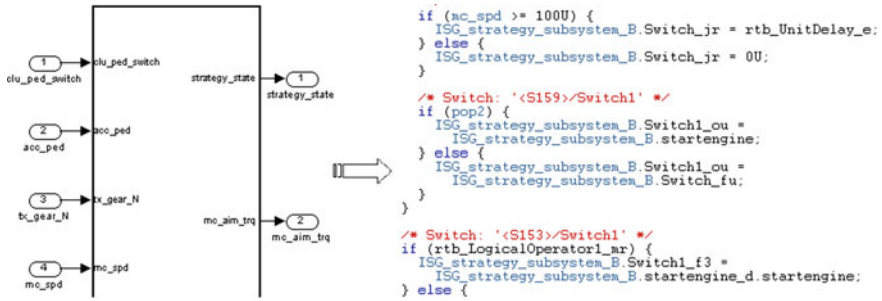 1
clu_ped_switch
clu_ped_switch
2
acc_ped
acc_ped
3
tx_gear_N
tx_gear_N
4
mc_spd
mc_spd
strategy_state
1
strategy_state
mc_aim_trq
2
mc_aim_trq
if (mc_spd >= 100U) {
ISG_strategy_subsystem_B.Switch_jr = rtb_UnitDelay_e;
} else {
ISG_strategy_subsystem_B.Switch_jr = 0U;
}
/* Switch: '<S159>/Switch1' */
if (pop2) {
ISG_strategy_subsystem_B.Switch1_ou =
ISG_strategy_subsystem_B.startengine;
} else {
ISG_strategy_subsystem_B.Switch1_ou =
ISG_strategy_subsystem_B.Switch_fu;
}
}
/* Switch: '<S153>/Switch1' */
if (rtb_LogicalOperator1_mr) {
ISG_strategy_subsystem_B.Switch1_f3 =
ISG_strategy_subsystem_B.startengine_d.startengine;
} else {